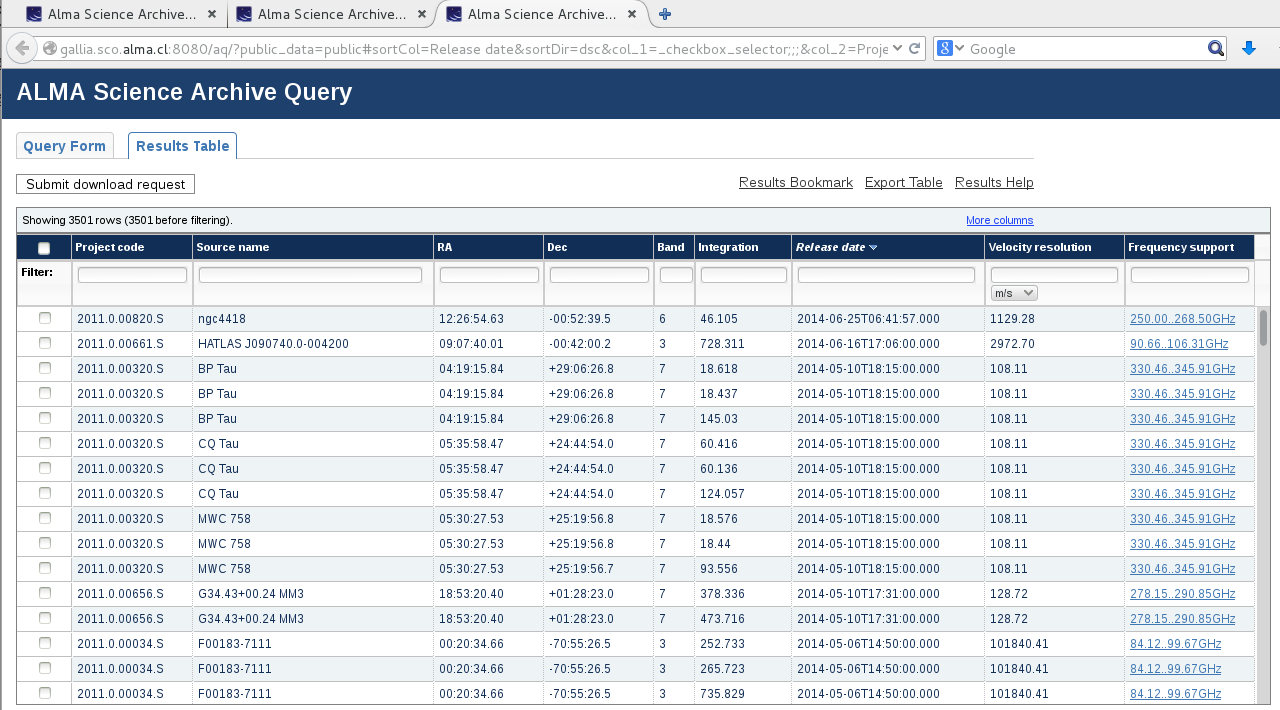 Alma Science Archive... Alma Science Archive... Alma Science Archive...
gallia.sco.alma.cl:8080/aq/?public_data=public#sortCol=Release date&sortDir=dsc&col_1=_checkbox_selector;;;&col_2=Proje Google
ALMA Science Archive Query
Query Form Results Table
Submit download request Results Bookmark Export Table Results Help
Showing 3501 rows (3501 before filtering). More columns
Project code Source name RA Dec Band Integration Release date Velocity resolution Frequency support
Filter:
m/s
2011.0.00820.S ngc4418 12:26:54.63 -00:52:39.5 6 46.105 2014-06-25T06:41:57.000 1129.28 250.00..268.50GHz
2011.0.00661.S HATLAS J090740.0-004200 09:07:40.01 -00:42:00.2 3 728.311 2014-06-16T17:06:00.000 2972.70 90.66..106.31GHz
2011.0.00320.S BP Tau 04:19:15.84 +29:06:26.8 7 18.618 2014-05-10T18:15:00.000 108.11 330.46..345.91GHz
2011.0.00320.S BP Tau 04:19:15.84 +29:06:26.8 7 18.437 2014-05-10T18:15:00.000 108.11 330.46..345.91GHz
2011.0.00320.S BP Tau 04:19:15.84 +29:06:26.8 7 145.03 2014-05-10T18:15:00.000 108.11 330.46..345.91GHz
2011.0.00320.S CQ Tau 05:35:58.47 +24:44:54.0 7 60.416 2014-05-10T18:15:00.000 108.11 330.46..345.91GHz
2011.0.00320.S CQ Tau 05:35:58.47 +24:44:54.0 7 60.136 2014-05-10T18:15:00.000 108.11 330.46..345.91GHz
2011.0.00320.S CQ Tau 05:35:58.47 +24:44:54.0 7 124.057 2014-05-10T18:15:00.000 108.11 330.46..345.91GHz
2011.0.00320.S MWC 758 05:30:27.53 +25:19:56.8 7 18.576 2014-05-10T18:15:00.000 108.11 330.46..345.91GHz
2011.0.00320.S MWC 758 05:30:27.53 +25:19:56.8 7 18.44 2014-05-10T18:15:00.000 108.11 330.46..345.91GHz
2011.0.00320.S MWC 758 05:30:27.53 +25:19:56.7 7 93.556 2014-05-10T18:15:00.000 108.11 330.46..345.91GHz
2011.0.00656.S G34.43+00.24 MM3 18:53:20.40 +01:28:23.0 7 378.336 2014-05-10T17:31:00.000 128.72 278.15..290.85GHz
2011.0.00656.S G34.43+00.24 MM3 18:53:20.40 +01:28:23.0 7 473.716 2014-05-10T17:31:00.000 128.72 278.15..290.85GHz
2011.0.00034.S F00183-7111 00:20:34.66 -70:55:26.5 3 252.733 2014-05-06T14:50:00.000 101840.41 84.12..99.67GHz
2011.0.00034.S F00183-7111 00:20:34.66 -70:55:26.5 3 265.723 2014-05-06T14:50:00.000 101840.41 84.12..99.67GHz
2011.0.00034.S F00183-7111 00:20:34.66 -70:55:26.5 3 735.829 2014-05-06T14:50:00.000 101840.41 84.12..99.67GHz